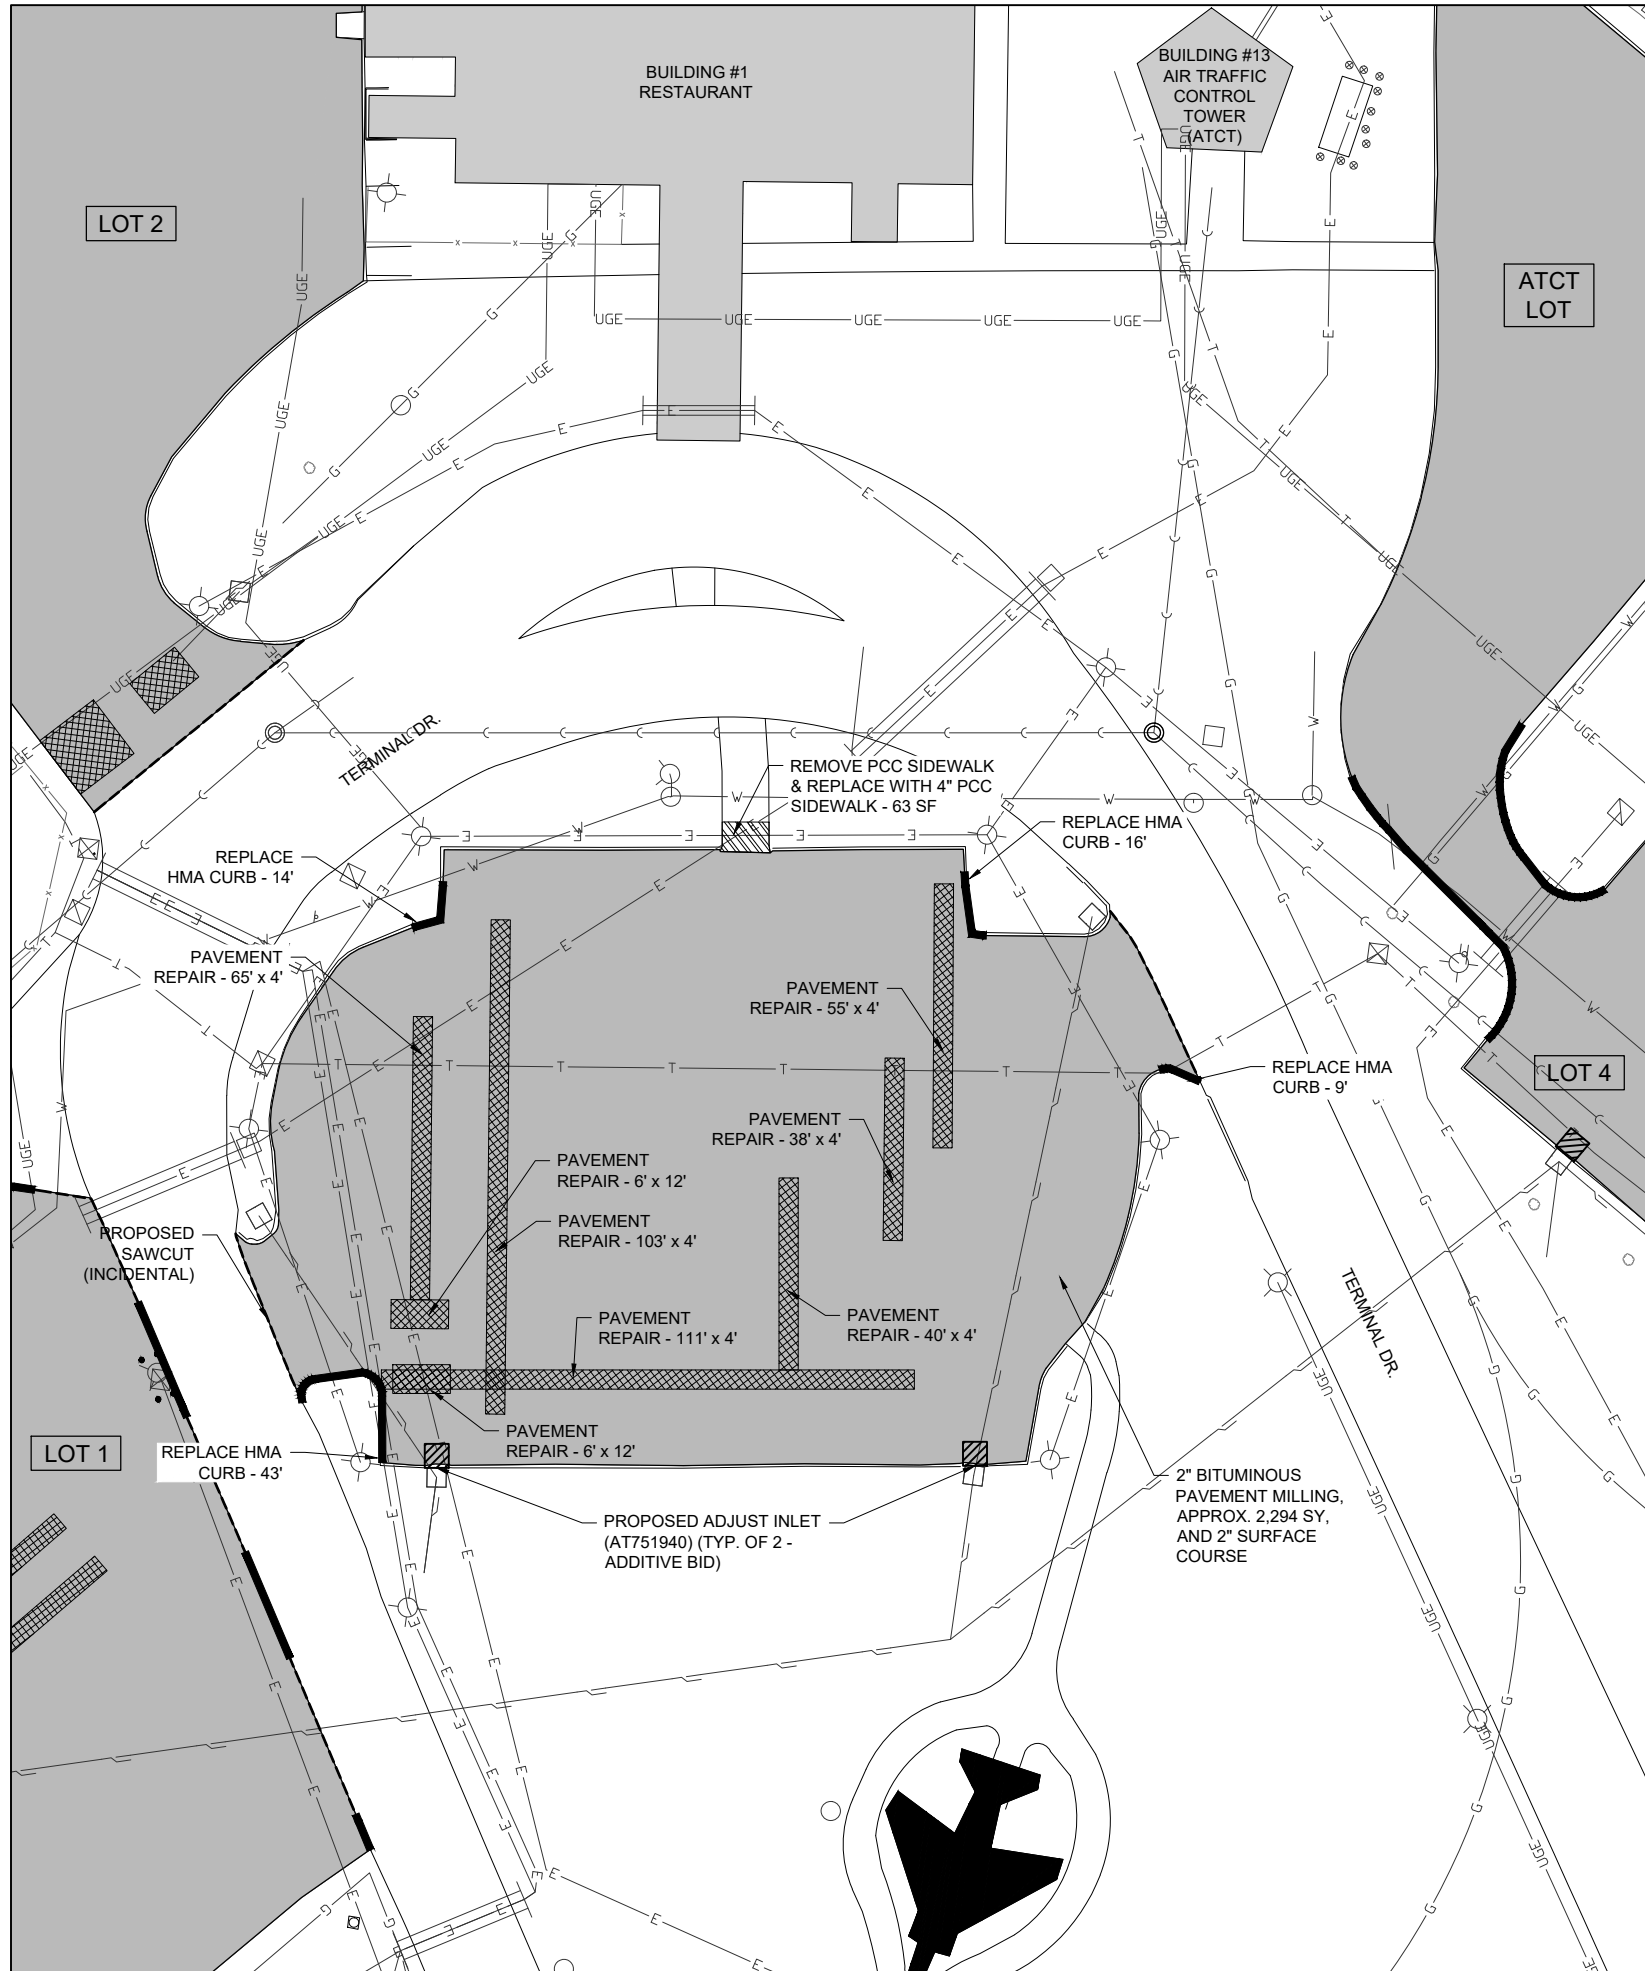 BUILDING #1
RESTAURANT
BUILDING #13
AIR TRAFFIC
CONTROL
TOWER
(ATCT)
LOT 2
ATCT
LOT
TERMINAL DR.
REMOVE PCC SIDEWALK
& REPLACE WITH 4" PCC
SIDEWALK - 63 SF
REPLACE HMA
CURB - 16'
REPLACE
HMA CURB - 14'
PAVEMENT
REPAIR - 65' x 4'
PAVEMENT
REPAIR - 55' x 4'
REPLACE HMA
CURB - 9'
LOT 4
PAVEMENT
REPAIR - 38' x 4'
PAVEMENT
REPAIR - 6' x 12'
PAVEMENT
REPAIR - 103' x 4'
PROPOSED
SAWCUT
(INCIDENTAL)
PAVEMENT
REPAIR - 111' x 4'
PAVEMENT
REPAIR - 40' x 4'
TERMINAL DR.
PAVEMENT
REPAIR - 6' x 12'
LOT 1
REPLACE HMA
CURB - 43'
PROPOSED ADJUST INLET
(AT751940) (TYP. OF 2 -
ADDITIVE BID)
2" BITUMINOUS
PAVEMENT MILLING,
APPROX. 2,294 SY,
AND 2" SURFACE
COURSE